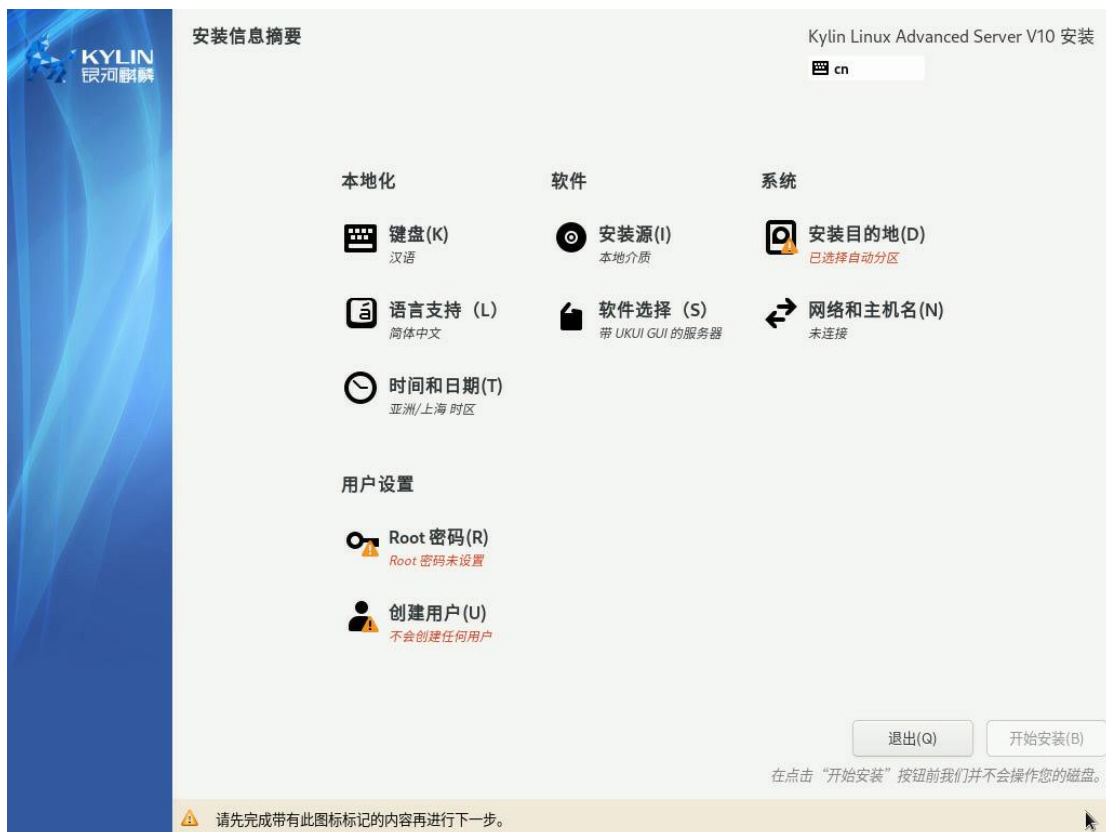 KYLIN
银河麒麟
安装信息摘要
Kylin Linux Advanced Server V10 安装
cn
本地化
软件
系统
键盘(K)
汉语
安装源(I)
本地介质
安装目的地(D)
已选择自动分区
语言支持（L）
简体中文
软件选择（S）
带 UKUI GUI 的服务器
网络和主机名(N)
未连接
时间和日期(T)
亚洲/上海 时区
用户设置
Root 密码(R)
Root 密码未设置
创建用户(U)
不会创建任何用户
退出(Q)
开始安装(B)
在点击“开始安装”按钮前我们并不会操作您的磁盘。
请先完成带有此图标标记的内容再进行下一步。